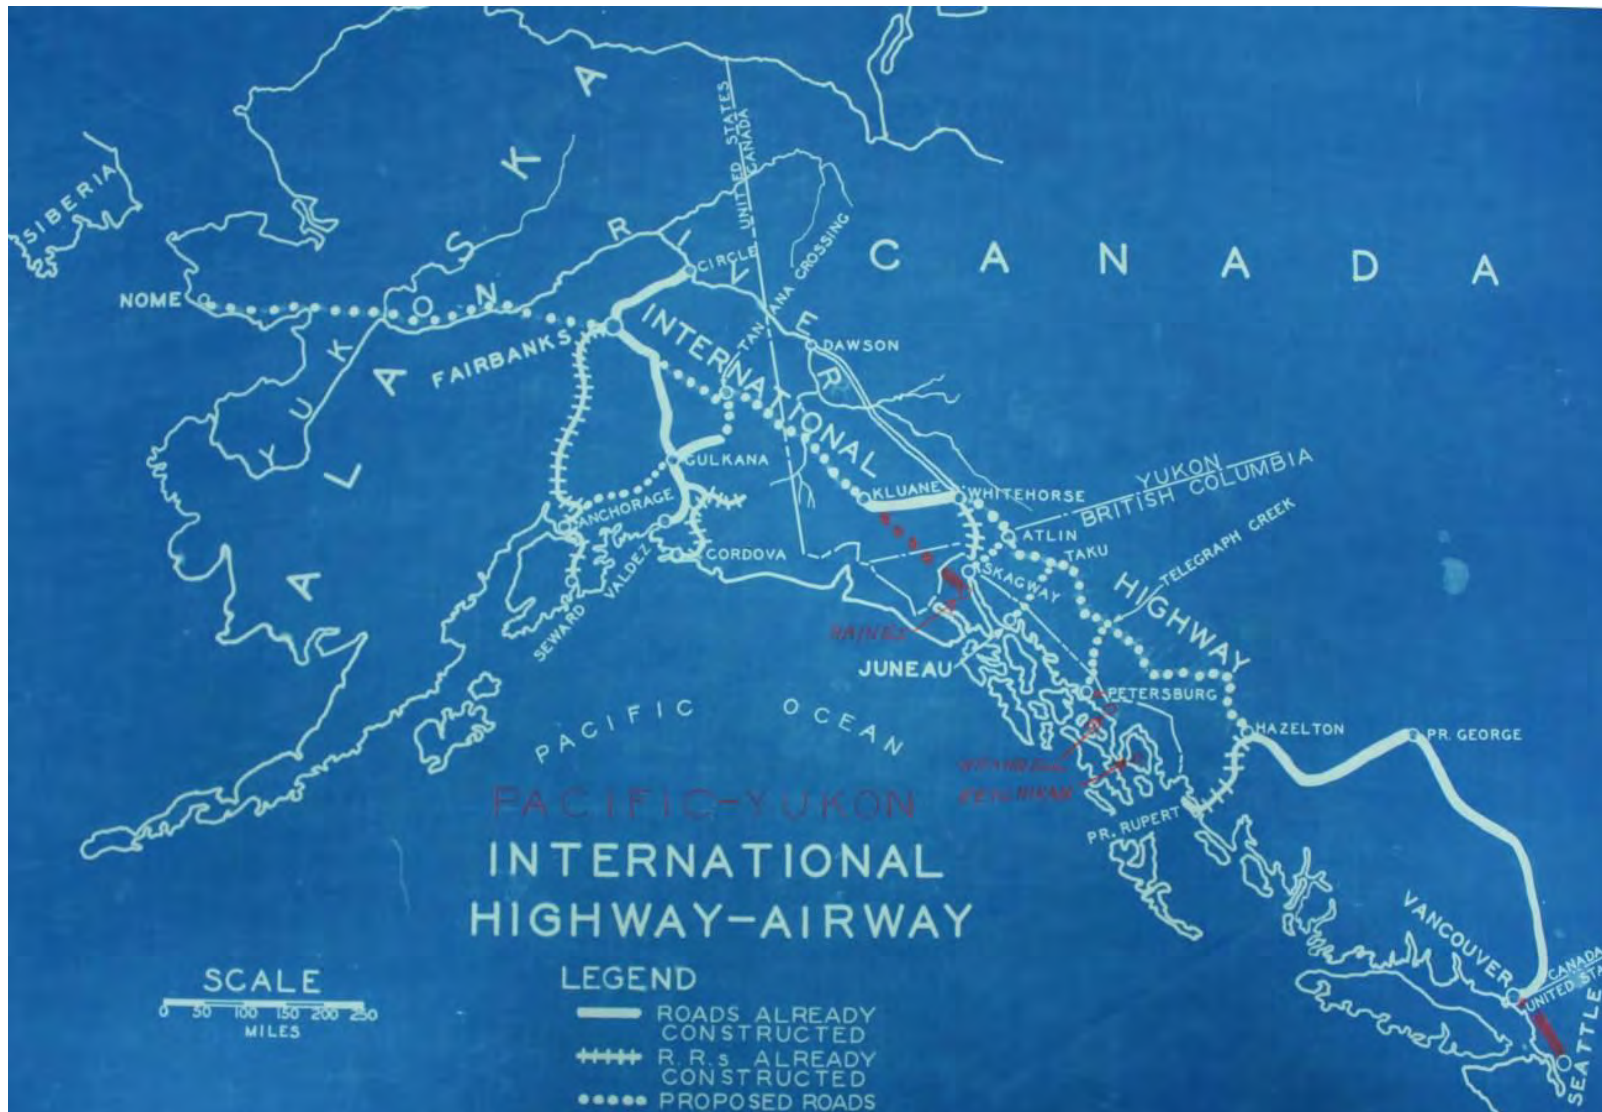 SIBERIA
ALASKA
YUKON RIVER
UNITED STATES
CANADA
CANADA
NOME
CIRCLE
TANANA CROSSING
FAIRBANKS
INTERNATIONAL
DAWSON
GULKANA
KLUANE
WHITEHORSE
YUKON
BRITISH COLUMBIA
ANCHORAGE
ATLIN
TAKU
CORDOVA
SKAGWAY
TELEGRAPH CREEK
SEWARD
VALDEZ
HIGHWAY
HAINES
JUNEAU
PETERSBURG
HAZELTON
PR. GEORGE
PACIFIC OCEAN
WRANGELL
KETCHIKAN
PR. RUPERT
PACIFIC-YUKON
INTERNATIONAL
HIGHWAY-AIRWAY
VANCOUVER
CANADA
UNITED STA
SEATTLE
SCALE
0 50 100 150 200 250
MILES
LEGEND
ROADS ALREADY
CONSTRUCTED
R.R.s ALREADY
CONSTRUCTED
PROPOSED ROADS